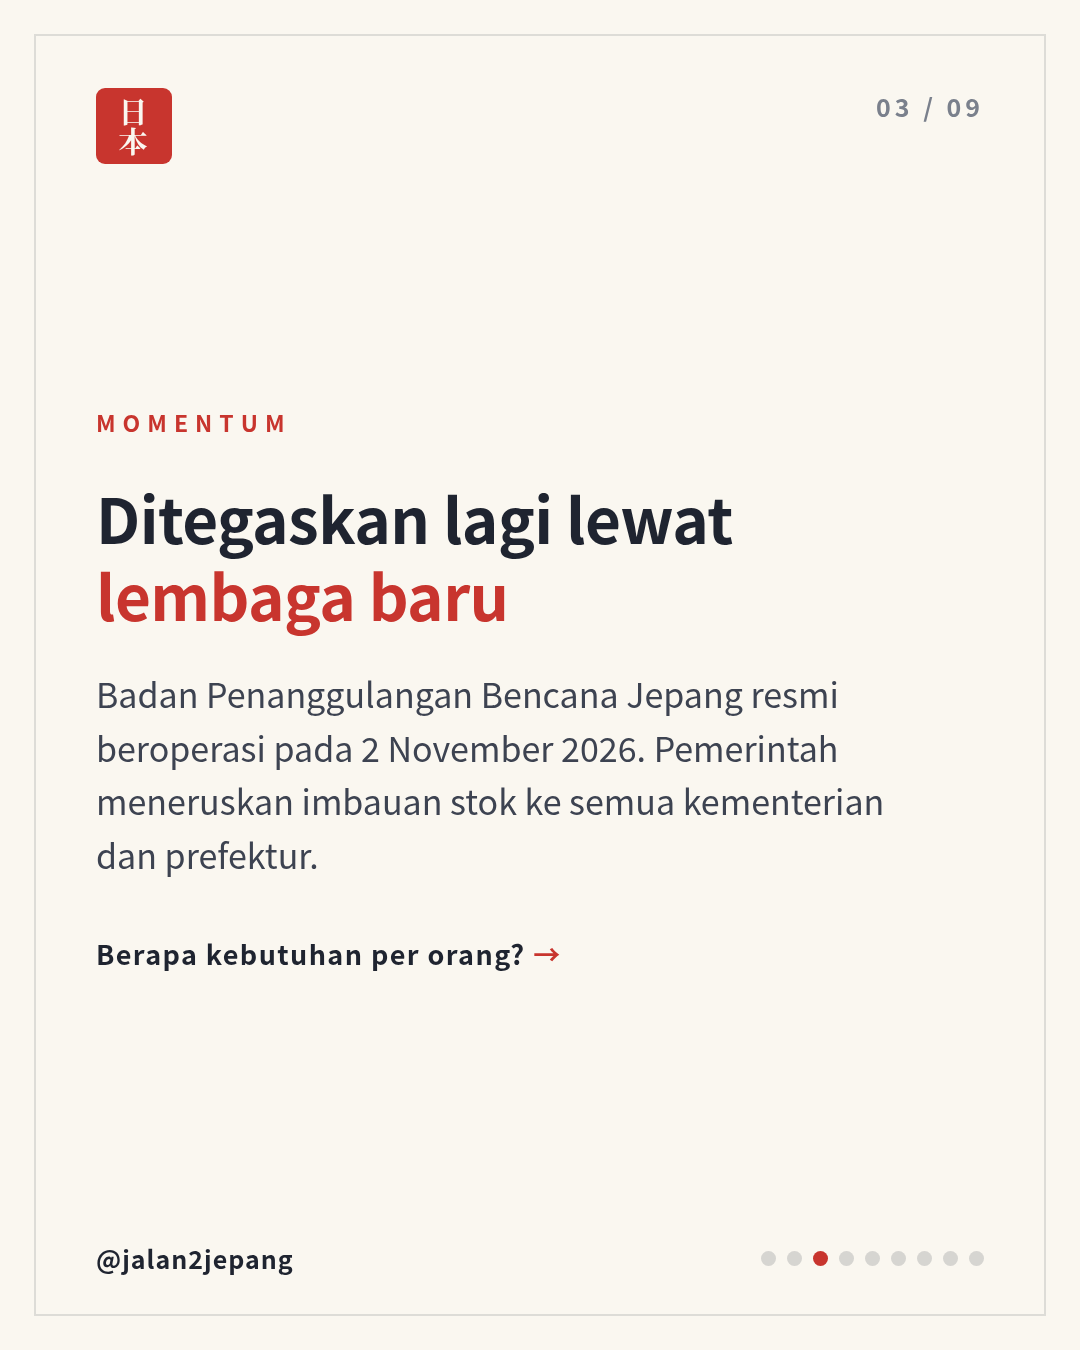 日
本
03 / 09
MOMENTUM
Ditegaskan lagi lewat
lembaga baru
Badan Penanggulangan Bencana Jepang resmi
beroperasi pada 2 November 2026. Pemerintah
meneruskan imbauan stok ke semua kementerian
dan prefektur.
Berapa kebutuhan per orang? →
@jalan2jepang